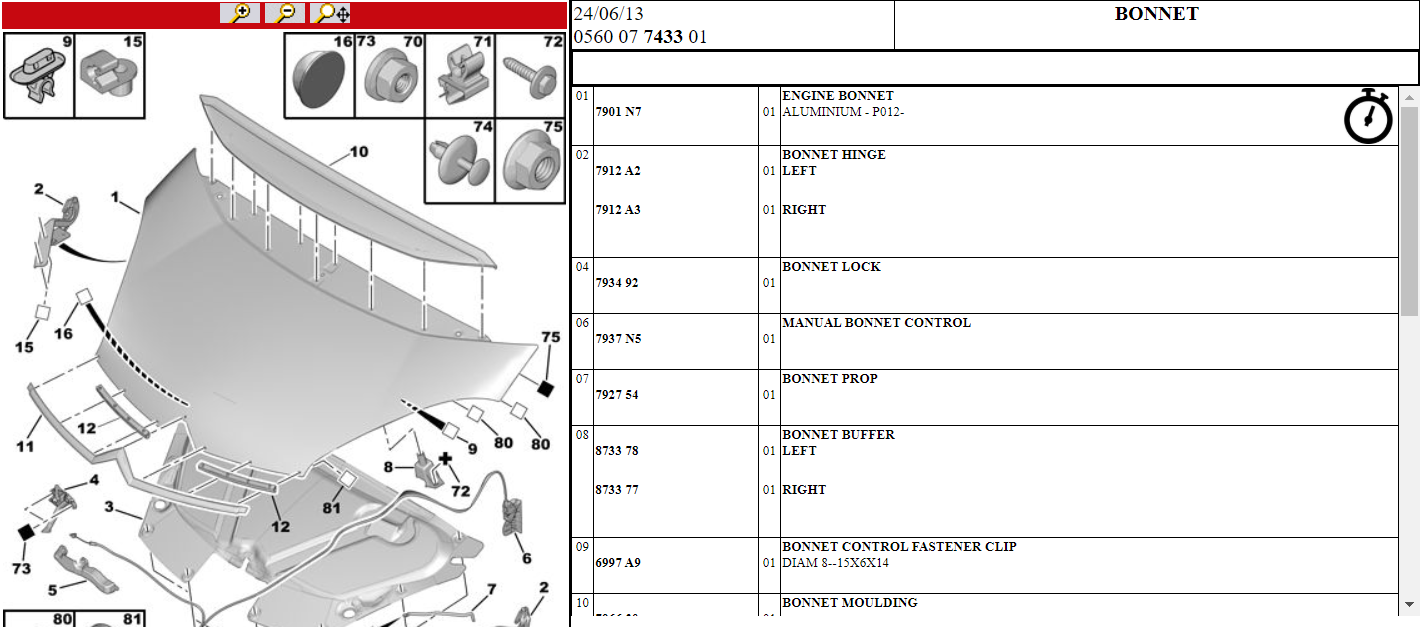 9 15
16 73 70 71 72
74 75
10
2
1
15
16
75
11
12
80 80
9
8
72
4
3
81
12
73
6
5
7 2
80 81
24/06/13 BONNET
0560 07 7433 01
01 ENGINE BONNET
7901 N7 01 ALUMINIUM - P012-
02 BONNET HINGE
7912 A2 01 LEFT
7912 A3 01 RIGHT
04 BONNET LOCK
7934 92 01
06 MANUAL BONNET CONTROL
7937 N5 01
07 BONNET PROP
7927 54 01
08 BONNET BUFFER
8733 78 01 LEFT
8733 77 01 RIGHT
09 BONNET CONTROL FASTENER CLIP
6997 A9 01 DIAM 8--15X6X14
10 BONNET MOULDING